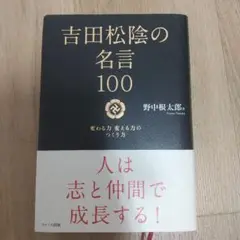 吉田松陰の
名言
100
野中根太郎
変わる力 変える力の
つくり方
人は
志と仲間で
成長する!